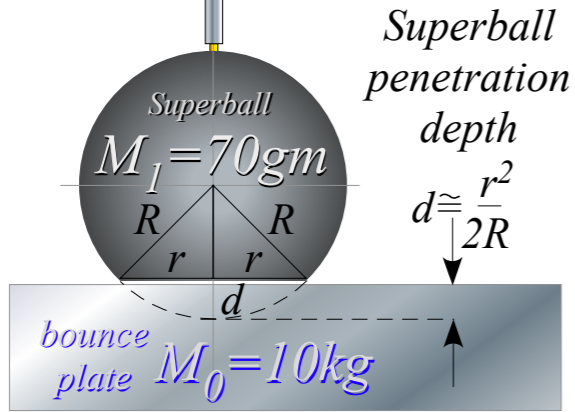 Superball
penetration
depth
d≅r²/2R
Superball
M₁=70gm
R R
r r
d
bounce
plate
M₀=10kg